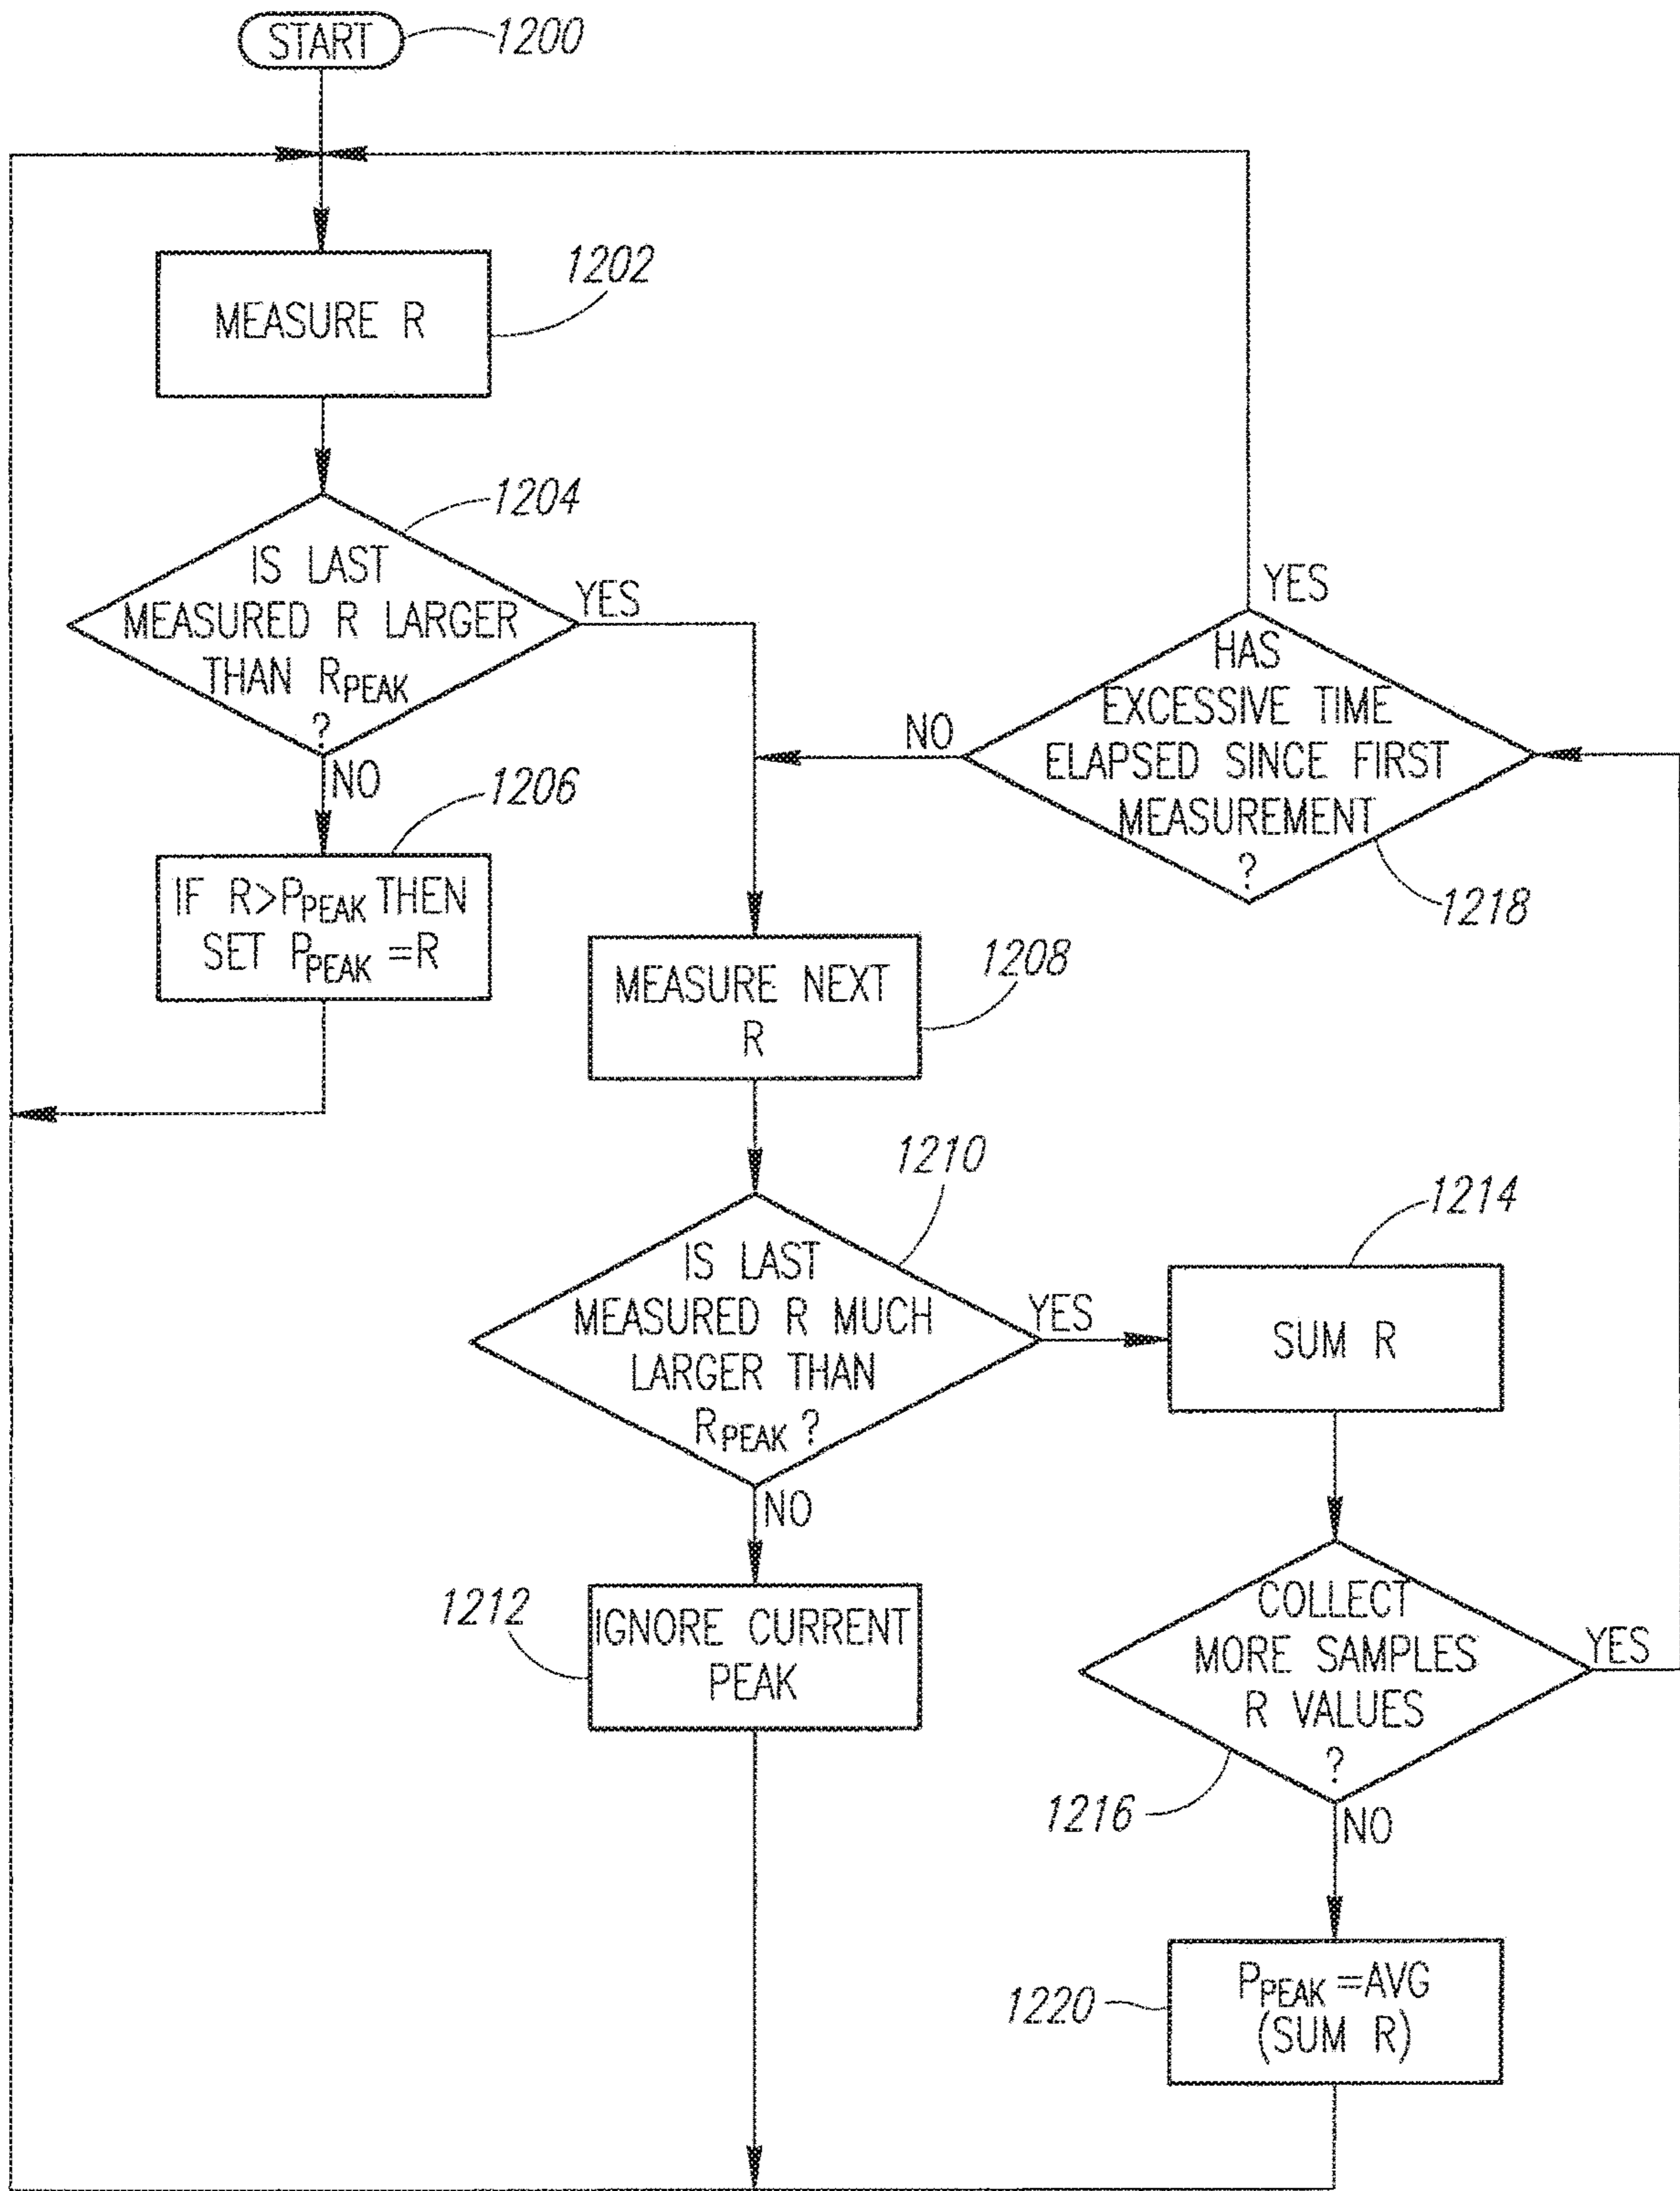 START
1200
MEASURE R
1202
IS LAST
MEASURED R LARGER
THAN RPEAK
?
1204
YES
NO
IF R>PPEAK THEN
SET PPEAK =R
1206
YES
HAS
EXCESSIVE TIME
ELAPSED SINCE FIRST
MEASUREMENT
?
NO
1218
MEASURE NEXT
R
1208
IS LAST
MEASURED R MUCH
LARGER THAN
RPEAK ?
1210
YES
NO
SUM R
1214
1212
IGNORE CURRENT
PEAK
COLLECT
MORE SAMPLES
R VALUES
?
YES
1216
NO
1220
PPEAK =AVG
(SUM R)